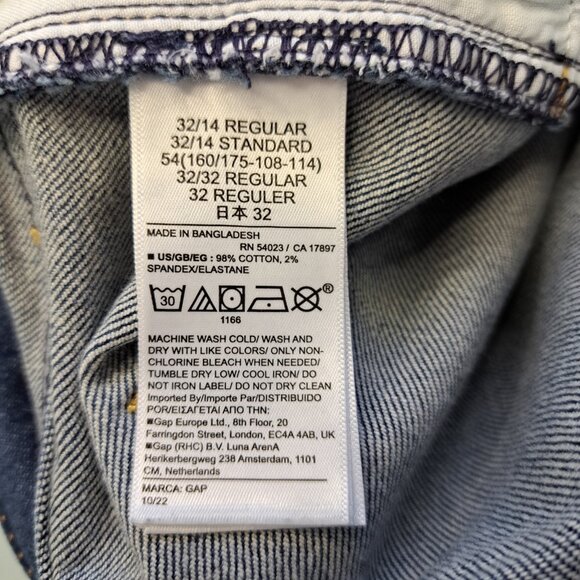 32/14 REGULAR
32/14 STANDARD
54(160/175-108-114)
32/32 REGULAR
32 REGULER
日本 32
MADE IN BANGLADESH
RN 54023 / CA 17897
■ US/GB/EG : 98% COTTON, 2%
SPANDEX/ELASTANE
30
®
1166
MACHINE WASH COLD/ WASH AND
DRY WITH LIKE COLORS/ ONLY NON-
CHLORINE BLEACH WHEN NEEDED/
TUMBLE DRY LOW/ COOL IRON/ DO
NOT IRON LABEL/ DO NOT DRY CLEAN
Imported By/Importer Par/DISTRIBUIDO
POR/ΕΙΣΑΓΕΤΑΙ ΑΠΟ ΤΗΝ:
■Gap Europe Ltd., 8th Floor, 20
Farringdon Street, London, EC4A 4AB, UK
■Gap (RHC) B.V. Luna ArenA
Herikerbergweg 238 Amsterdam, 1101
CM, Netherlands
MARCA: GAP
10/22